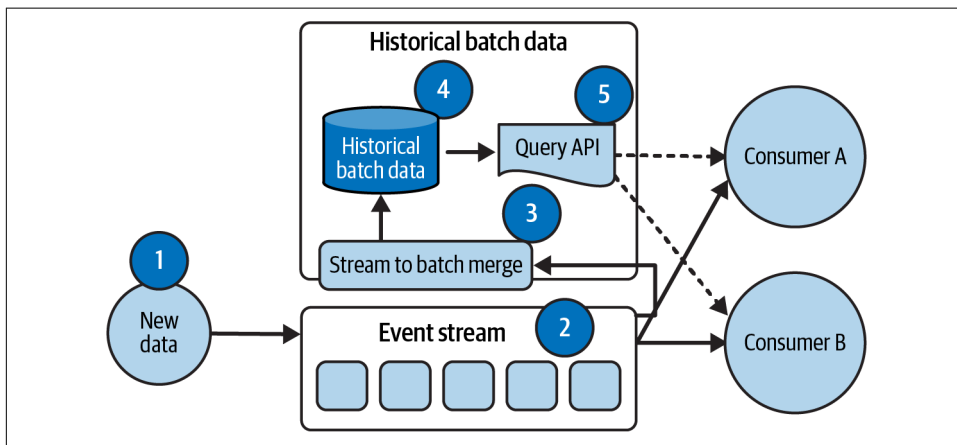 Historical batch data
4
5
Historical
batch data
Query API
Consumer A
3
1
Stream to batch merge
New
data
2
Event stream
Consumer B